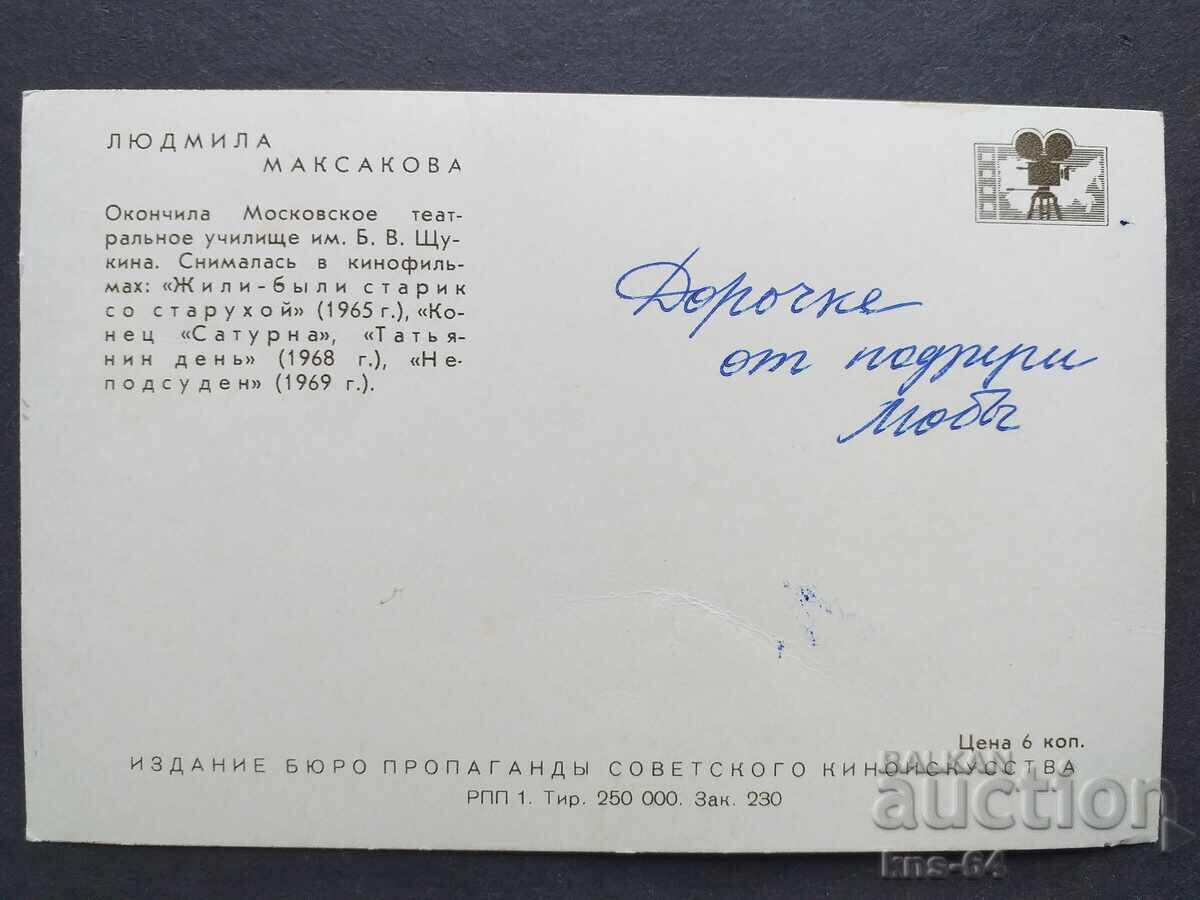 ЛЮДМИЛА
МАКСАКОВА
Окончила Московское теат-
ральное училище им. Б. В. Щу-
кина. Снималась в кинофиль-
мах: «Жили-были старик
со старухой» (1965 г.), «Ко-
нец «Сатурна», «Татья-
нин день» (1968 г.), «Не-
подсуден» (1969 г.).
Дорочке
от подруги
Любы
Цена 6 коп.
ИЗДАНИЕ БЮРО ПРОПАГАНДЫ СОВЕТСКОГО КИНОИСКУССТВА
РПП 1. Тир. 250 000. Зак. 230
BALKAN
auction
kns-64